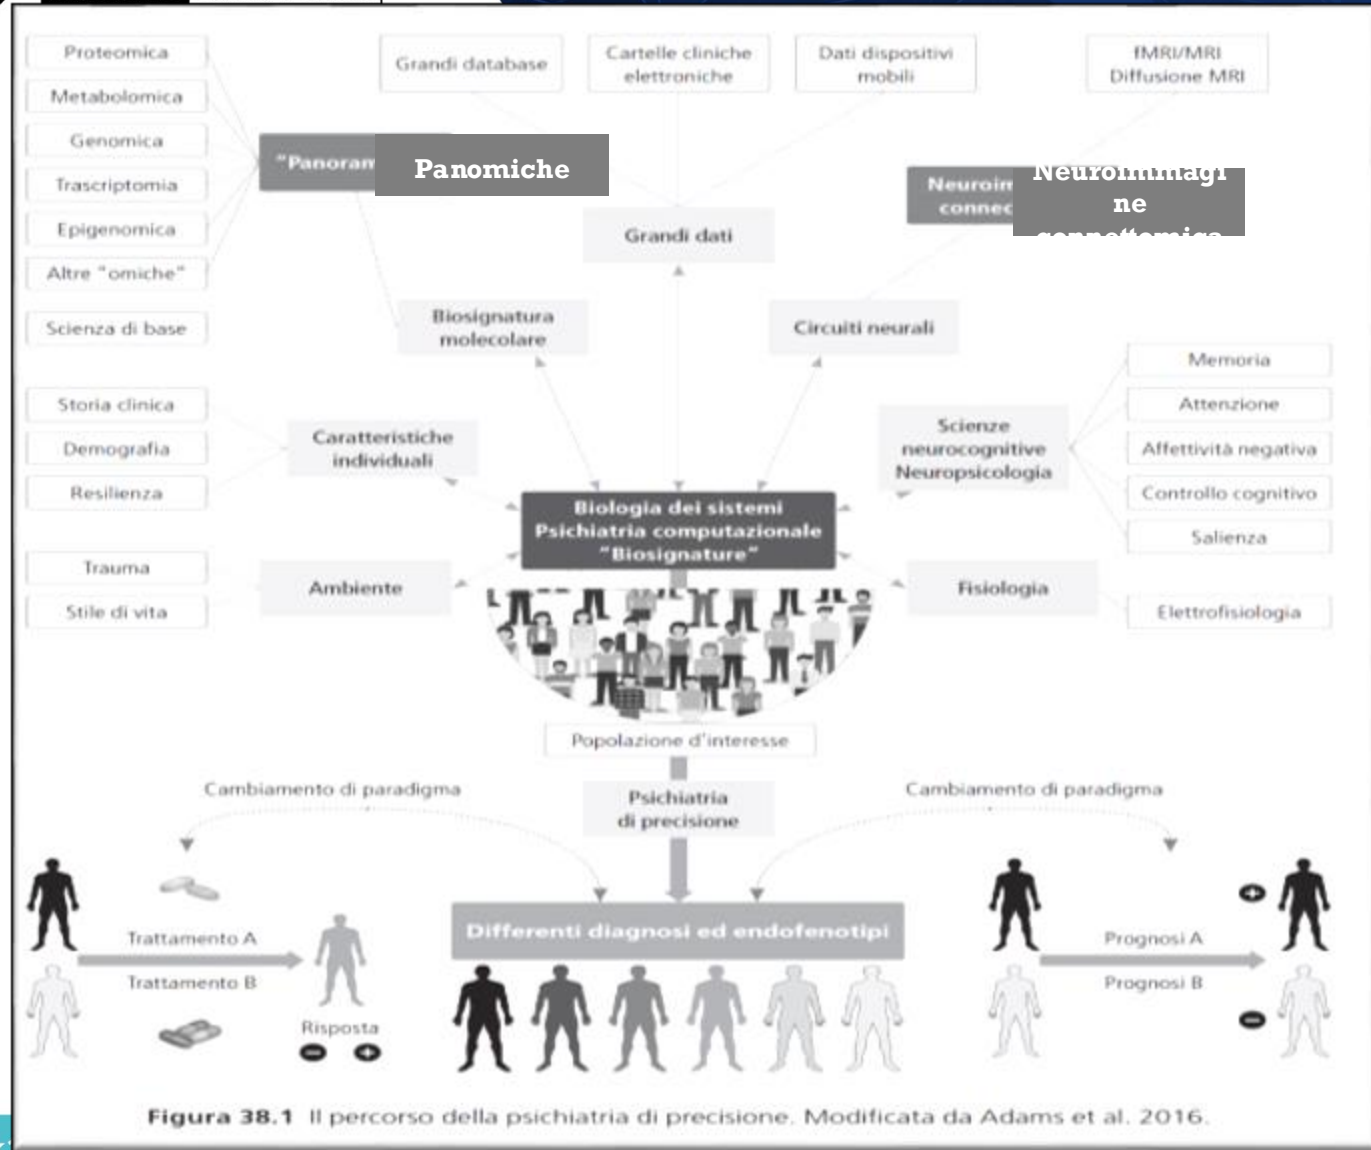 Proteomica
Metabolomica
Genomica
Trascriptomia
Epigenomica
Altre "omiche"
Scienza di base
Grandi database
Cartelle cliniche
elettroniche
Dati dispositivi
mobili
fMRI/MRI
Diffusione MRI
Panomiche
Neuroimmagi
ne
Grandi dati
Biosignatura
molecolare
Circuiti neurali
Storia clinica
Demografia
Resilienza
Caratteristiche
individuali
Scienze
neurocognitive
Neuropsicologia
Memoria
Attenzione
Affettività negativa
Controllo cognitivo
Salienza
Biologia dei sistemi
Psichiatria computazionale
"Biosignature"
Trauma
Stile di vita
Ambiente
Fisiologia
Elettrofisiologia
Popolazione d'interesse
Cambiamento di paradigma
Psichiatria
di precisione
Cambiamento di paradigma
Trattamento A
Trattamento B
Risposta
Differenti diagnosi ed endofenotipi
Prognosi A
Prognosi B
Figura 38.1 Il percorso della psichiatria di precisione. Modificata da Adams et al. 2016.